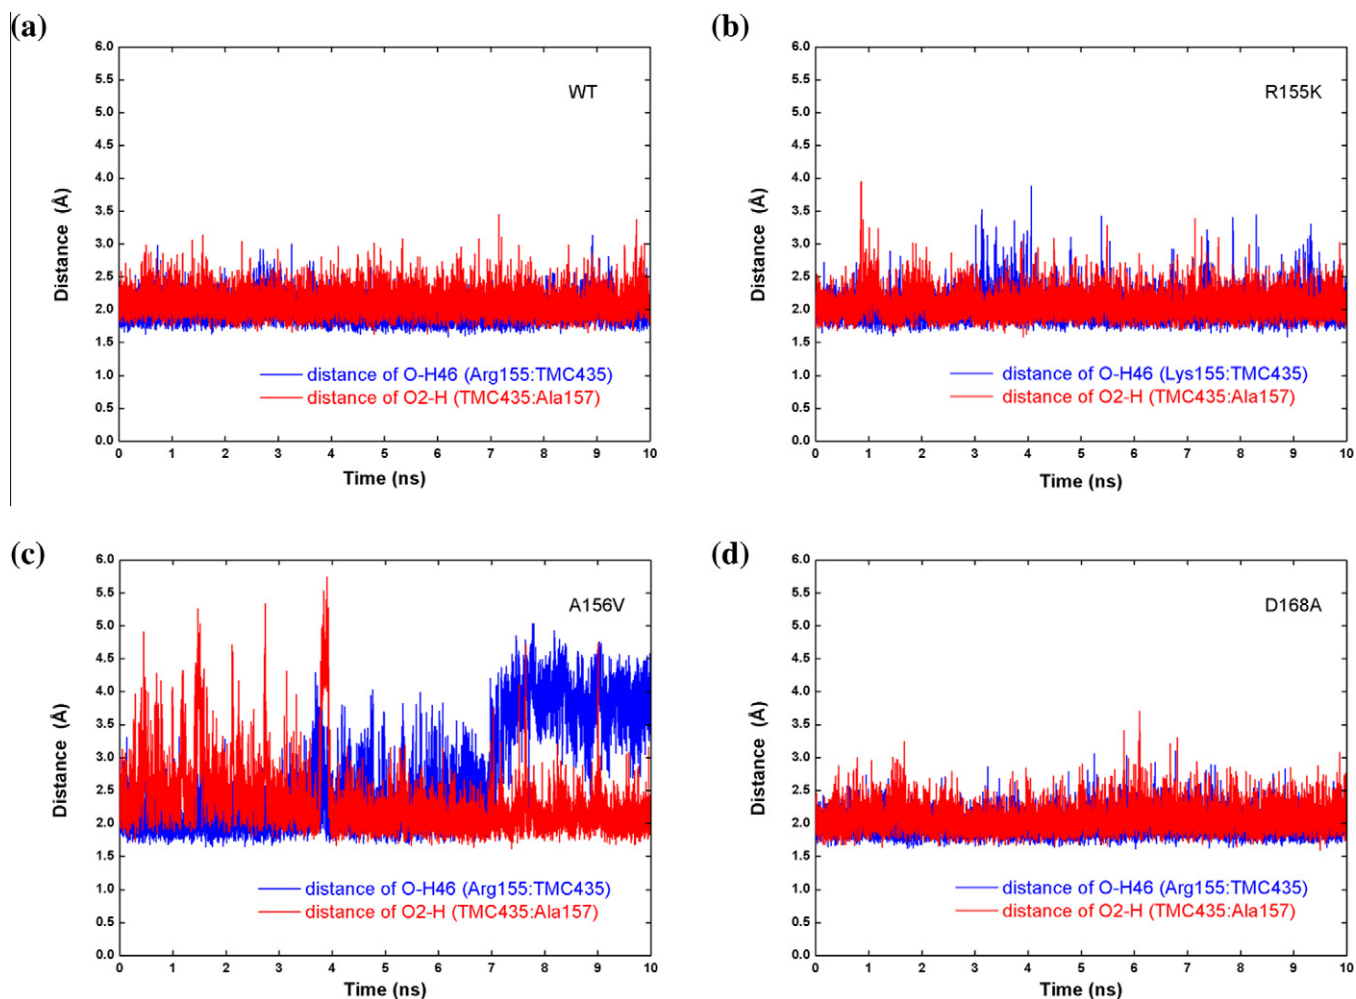 (a)
6.0
5.5
5.0
4.5
4.0
3.5
3.0
2.5
2.0
1.5
1.0
0.5
0.0
Distance (Å)
WT
distance of O-H46 (Arg155:TMC435)
distance of O2-H (TMC435:Ala157)
0 1 2 3 4 5 6 7 8 9 10
Time (ns)
(b)
6.0
5.5
5.0
4.5
4.0
3.5
3.0
2.5
2.0
1.5
1.0
0.5
0.0
Distance (Å)
R155K
distance of O-H46 (Lys155:TMC435)
distance of O2-H (TMC435:Ala157)
0 1 2 3 4 5 6 7 8 9 10
Time (ns)
(c)
6.0
5.5
5.0
4.5
4.0
3.5
3.0
2.5
2.0
1.5
1.0
0.5
0.0
Distance (Å)
A156V
distance of O-H46 (Arg155:TMC435)
distance of O2-H (TMC435:Ala157)
0 1 2 3 4 5 6 7 8 9 10
Time (ns)
(d)
6.0
5.5
5.0
4.5
4.0
3.5
3.0
2.5
2.0
1.5
1.0
0.5
0.0
Distance (Å)
D168A
distance of O-H46 (Arg155:TMC435)
distance of O2-H (TMC435:Ala157)
0 1 2 3 4 5 6 7 8 9 10
Time (ns)